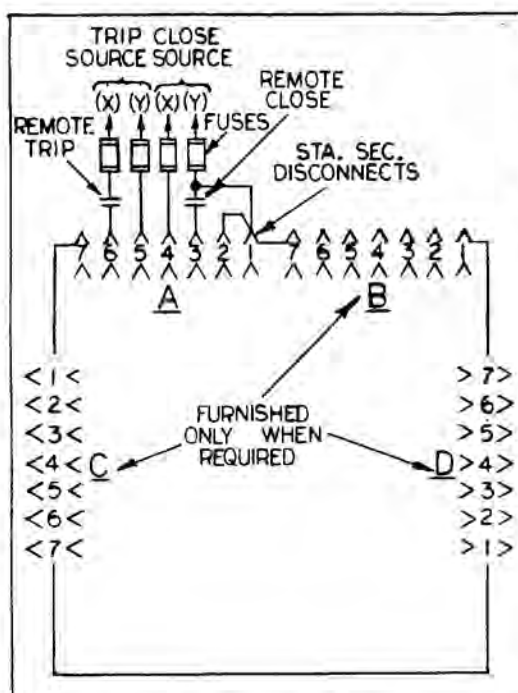 TRIP CLOSE
SOURCE SOURCE
(X) (Y) (X) (Y)
REMOTE
CLOSE
REMOTE
TRIP
FUSES
STA. SEC.
DISCONNECTS
7 6 5 4 3 2 1
7 6 5 4 3 2 1
A
B
1
2
3
4
5
6
7
C
FURNISHED
ONLY WHEN
REQUIRED
D
7
6
5
4
3
2
1